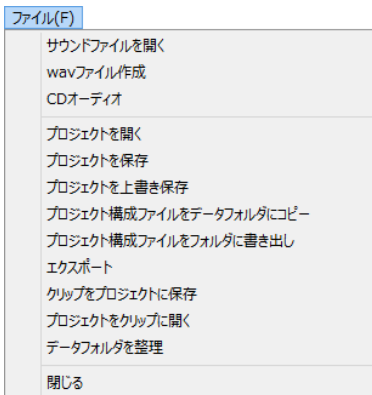 ファイル(F)
サウンドファイルを開く
wavファイル作成
CDオーディオ
プロジェクトを開く
プロジェクトを保存
プロジェクトを上書き保存
プロジェクト構成ファイルをデータフォルダにコピー
プロジェクト構成ファイルをフォルダに書き出し
エクスポート
クリップをプロジェクトに保存
プロジェクトをクリップに開く
データフォルダを整理
閉じる